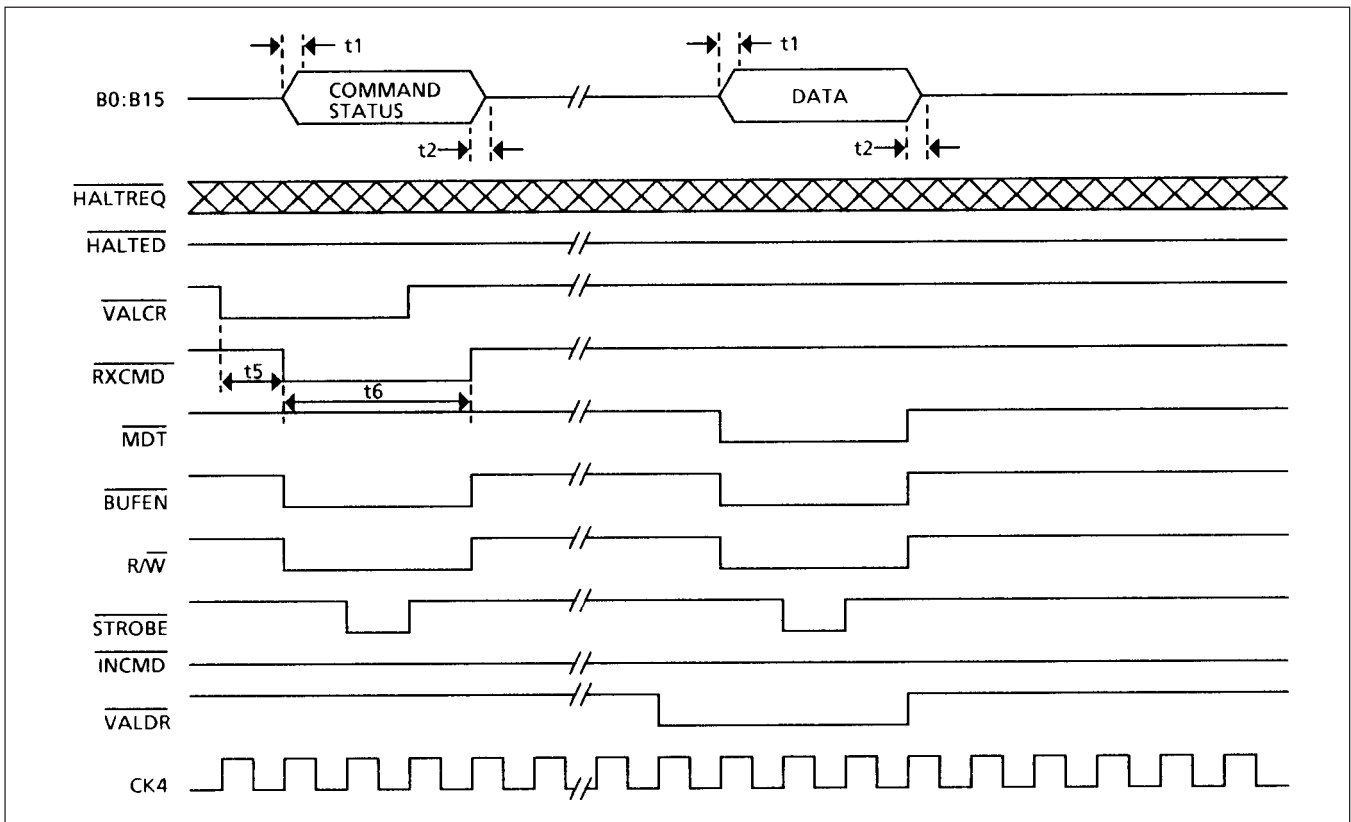 t1
t1
B0:B15
COMMAND
STATUS
DATA
t2
t2
HALTREQ
HALTED
VALCR
RXCMD
t5
t6
MDT
BUFEN
R/W
STROBE
INCMD
VALDR
CK4